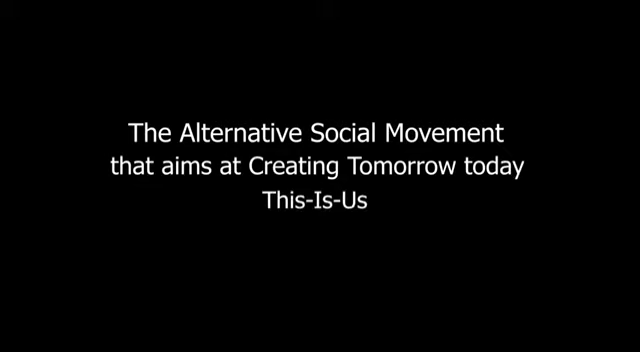 The Alternative Social Movement
that aims at Creating Tomorrow today
This-Is-Us